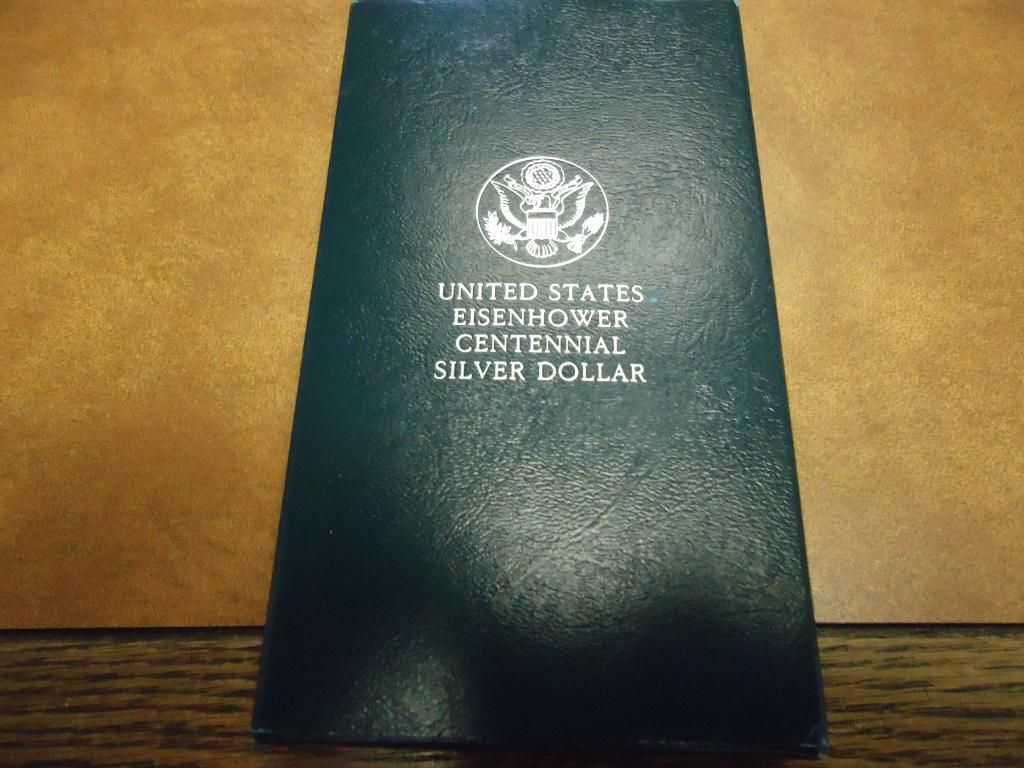 UNITED STATES
EISENHOWER
CENTENNIAL
SILVER DOLLAR